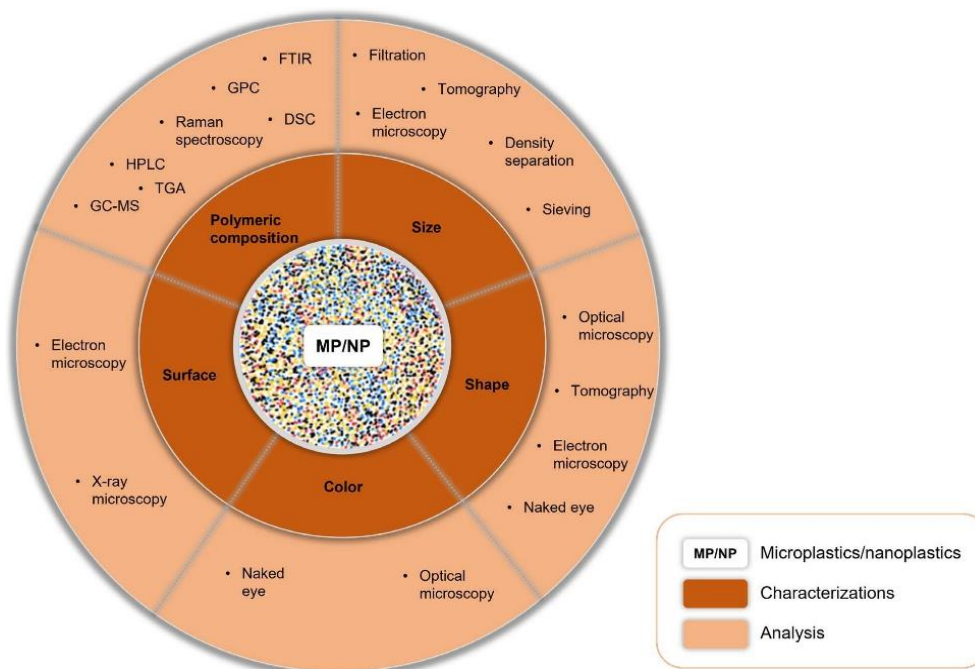 • FTIR
• GPC
• Raman
spectroscopy
• DSC
• HPLC
• TGA
• GC-MS
• Filtration
• Tomography
• Electron
microscopy
• Density
separation
• Sieving
Polymeric
composition
Size
• Electron
microscopy
• X-ray
microscopy
Surface
MP/NP
Shape
• Optical
microscopy
• Tomography
• Electron
microscopy
• Naked eye
Color
• Naked
eye
• Optical
microscopy
MP/NP Microplastics/nanoplastics
Characterizations
Analysis